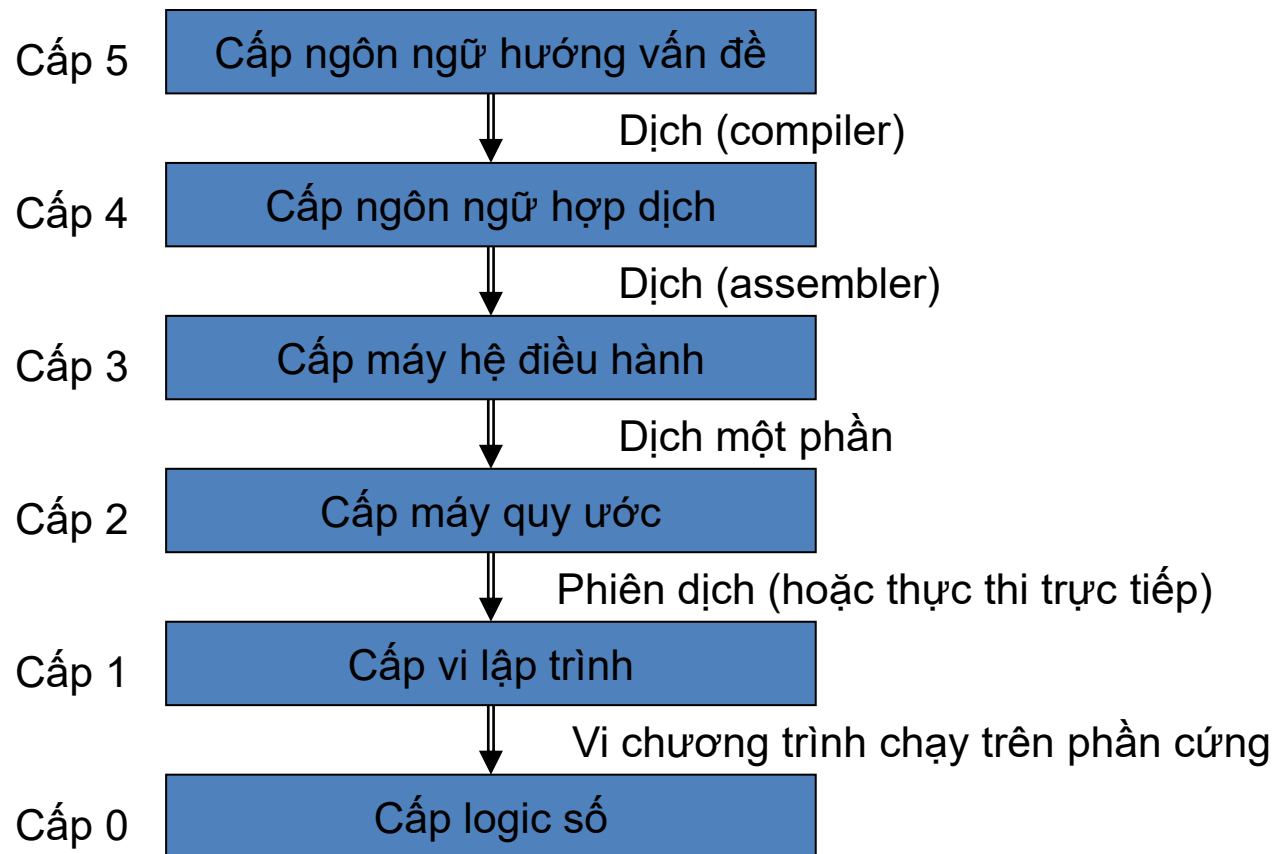 Cấp 5
Cấp ngôn ngữ hướng vấn đề
Dịch (compiler)
Cấp 4
Cấp ngôn ngữ hợp dịch
Dịch (assembler)
Cấp 3
Cấp máy hệ điều hành
Dịch một phần
Cấp 2
Cấp máy quy ước
Phiên dịch (hoặc thực thi trực tiếp)
Cấp 1
Cấp vi lập trình
Vi chương trình chạy trên phần cứng
Cấp 0
Cấp logic số